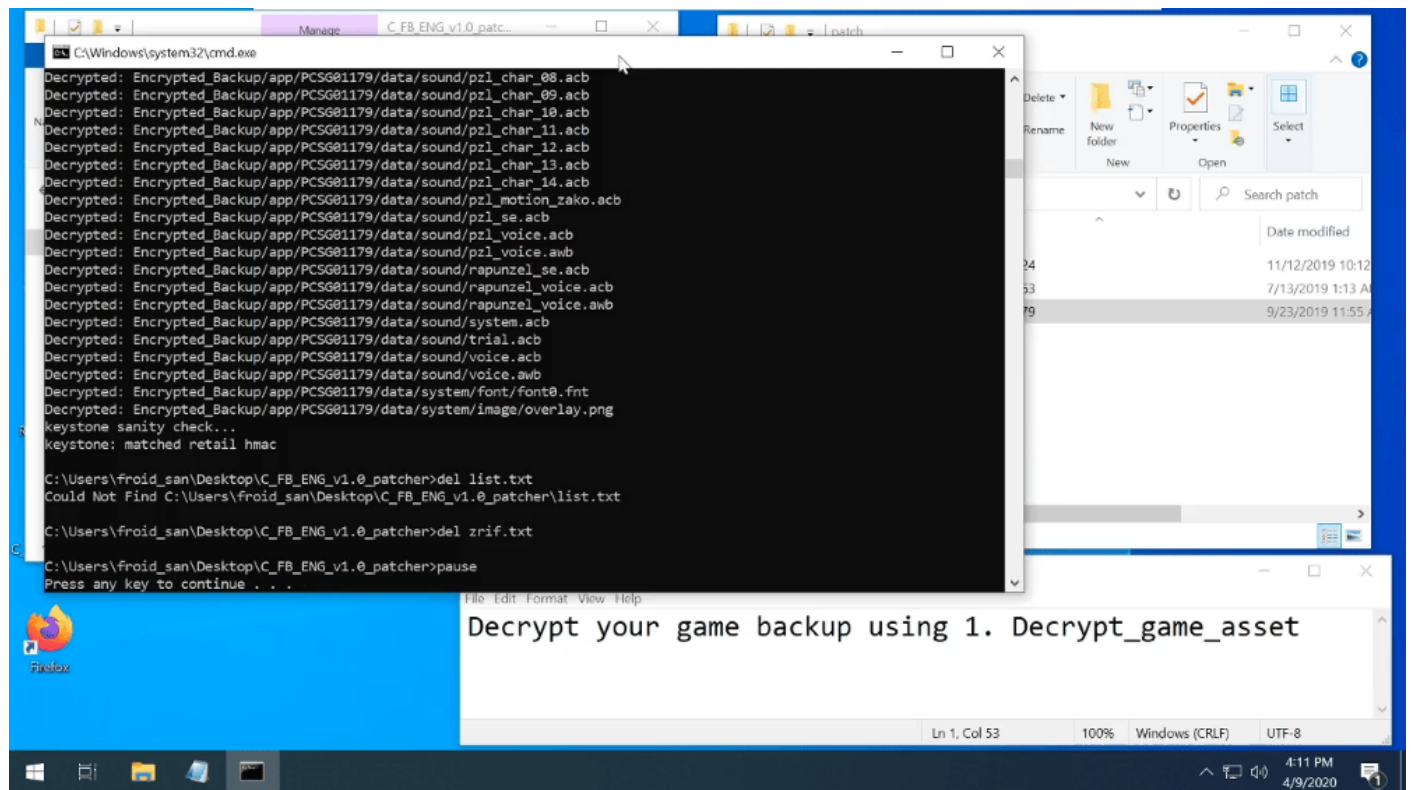 Manage
C_FB_ENG_v1.0_patc...
patch
C:\Windows\system32\cmd.exe
Decrypted: Encrypted_Backup/app/PCSG01179/data/sound/pzl_char_08.acb
Decrypted: Encrypted_Backup/app/PCSG01179/data/sound/pzl_char_09.acb
Decrypted: Encrypted_Backup/app/PCSG01179/data/sound/pzl_char_10.acb
Decrypted: Encrypted_Backup/app/PCSG01179/data/sound/pzl_char_11.acb
Decrypted: Encrypted_Backup/app/PCSG01179/data/sound/pzl_char_12.acb
Decrypted: Encrypted_Backup/app/PCSG01179/data/sound/pzl_char_13.acb
Decrypted: Encrypted_Backup/app/PCSG01179/data/sound/pzl_char_14.acb
Decrypted: Encrypted_Backup/app/PCSG01179/data/sound/pzl_motion_zako.acb
Decrypted: Encrypted_Backup/app/PCSG01179/data/sound/pzl_se.acb
Decrypted: Encrypted_Backup/app/PCSG01179/data/sound/pzl_voice.acb
Decrypted: Encrypted_Backup/app/PCSG01179/data/sound/pzl_voice.awb
Decrypted: Encrypted_Backup/app/PCSG01179/data/sound/rapunzel_se.acb
Decrypted: Encrypted_Backup/app/PCSG01179/data/sound/rapunzel_voice.acb
Decrypted: Encrypted_Backup/app/PCSG01179/data/sound/rapunzel_voice.awb
Decrypted: Encrypted_Backup/app/PCSG01179/data/sound/system.acb
Decrypted: Encrypted_Backup/app/PCSG01179/data/sound/trial.acb
Decrypted: Encrypted_Backup/app/PCSG01179/data/sound/voice.acb
Decrypted: Encrypted_Backup/app/PCSG01179/data/sound/voice.awb
Decrypted: Encrypted_Backup/app/PCSG01179/data/system/font/font0.fnt
Decrypted: Encrypted_Backup/app/PCSG01179/data/system/image/overlay.png
keystone sanity check...
keystone: matched retail hmac
C:\Users\froid_san\Desktop\C_FB_ENG_v1.0_patcher>del list.txt
Could Not Find C:\Users\froid_san\Desktop\C_FB_ENG_v1.0_patcher\list.txt
C:\Users\froid_san\Desktop\C_FB_ENG_v1.0_patcher>del zrif.txt
C:\Users\froid_san\Desktop\C_FB_ENG_v1.0_patcher>pause
Press any key to continue . . .
Delete
Rename
New
folder
New
Properties
Open
Select
Search patch
Date modified
24
11/12/2019 10:12
53
7/13/2019 1:13 A
79
9/23/2019 11:55
File Edit Format View Help
Decrypt your game backup using 1. Decrypt_game_asset
Ln 1, Col 53
100%
Windows (CRLF)
UTF-8
Firefox
4:11 PM
4/9/2020
1